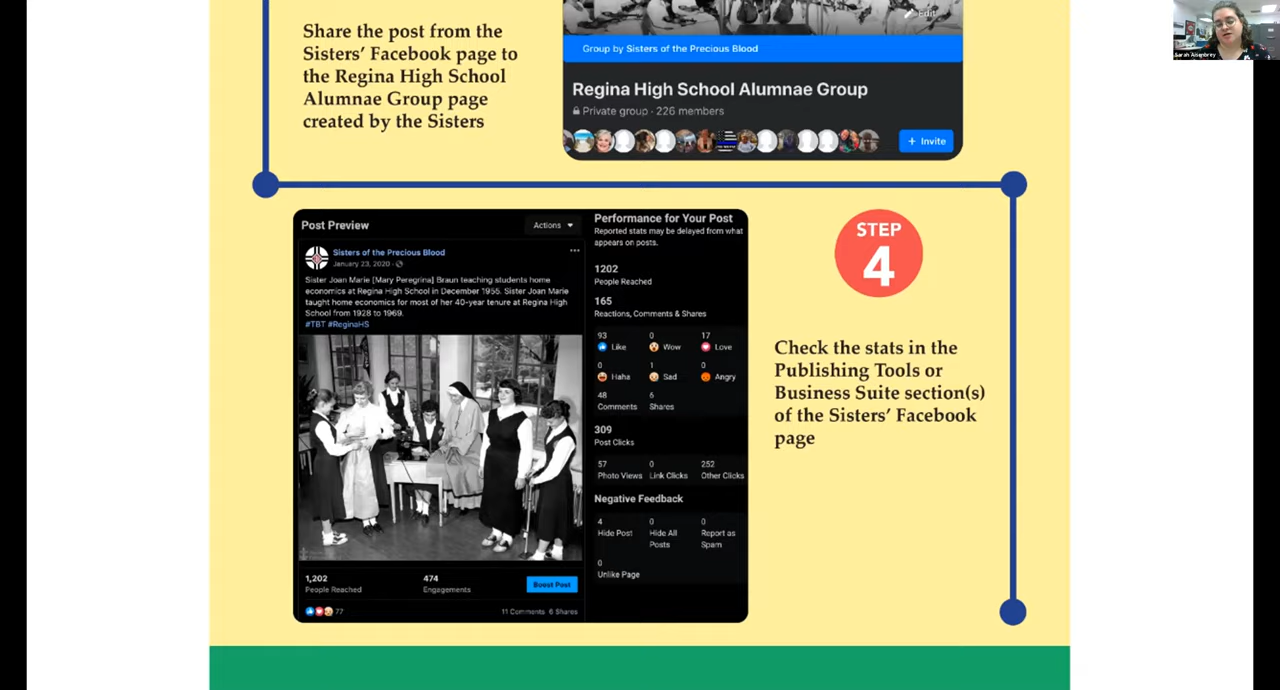 Share the post from the
Sisters' Facebook page to
the Regina High School
Alumnae Group page
created by the Sisters
Edit
Group by Sisters of the Precious Blood
Regina High School Alumnae Group
Private group · 226 members
+ Invite
Sarah Aisenbrey
Post Preview
Actions
Sisters of the Precious Blood
January 23, 2020 ·
Sister Joan Marie [Mary Peregrina] Braun teaching students home
economics at Regina High School in December 1955. Sister Joan Marie
taught home economics for most of her 40-year tenure at Regina High
School from 1928 to 1969.
#TBT #ReginaHS
1,202
People Reached
474
Engagements
Boost Post
77
11 Comments 6 Shares
Performance for Your Post
Reported stats may be delayed from what
appears on posts.
1202
People Reached
165
Reactions, Comments & Shares
93 0 17
Like Wow Love
0 1 0
Haha Sad Angry
48 6
Comments Shares
309
Post Clicks
57 0 252
Photo Views Link Clicks Other Clicks
Negative Feedback
4 0 0
Hide Post Hide All Report as
Posts Spam
0
Unlike Page
STEP
4
Check the stats in the
Publishing Tools or
Business Suite section(s)
of the Sisters' Facebook
page